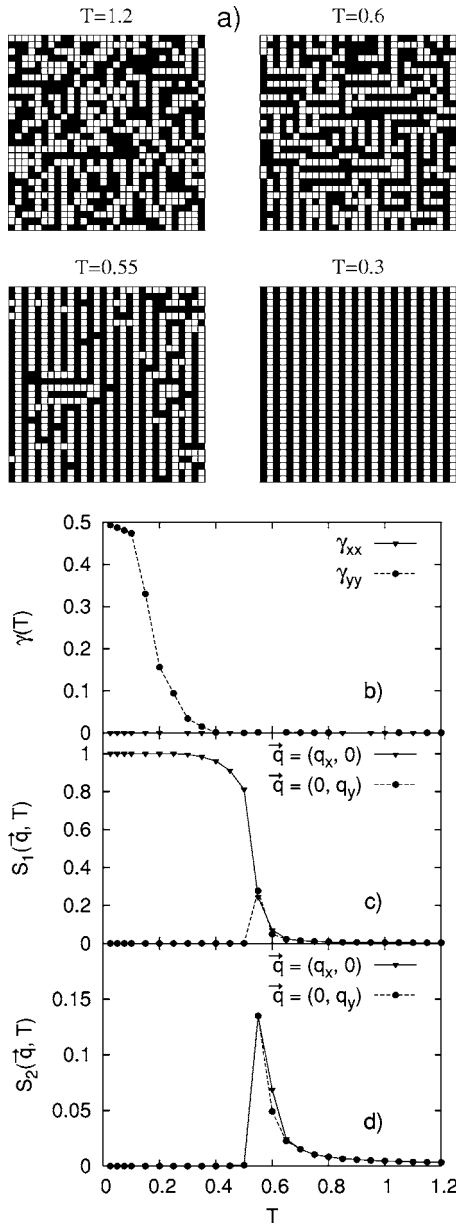 T=1.2 a) T=0.6
T=0.55 T=0.3
0.5
0.4
0.3
0.2
0.1
0
γ(T)
γxx
γyy
b)
1
0.8
0.6
0.4
0.2
0
S1(q⃗, T)
q⃗ = (qx, 0)
q⃗ = (0, qy)
c)
0.15
0.1
0.05
0
S2(q⃗, T)
q⃗ = (qx, 0)
q⃗ = (0, qy)
d)
0 0.2 0.4 0.6 0.8 1.0 1.2
T